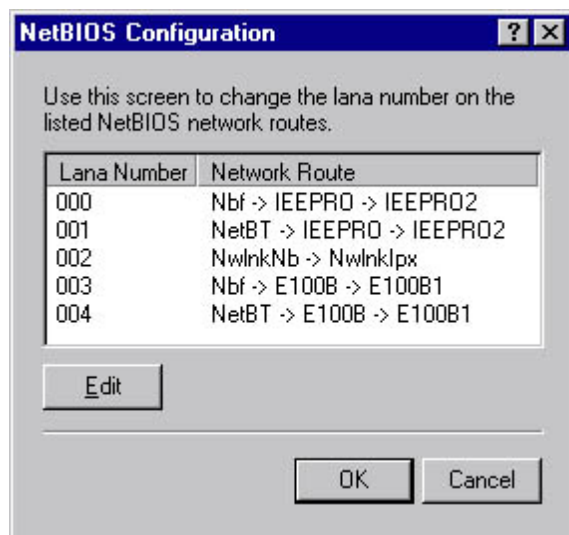 NetBIOS Configuration
Use this screen to change the lana number on the
listed NetBIOS network routes.
Lana Number Network Route
000 Nbf -> IEEPRO -> IEEPRO2
001 NetBT -> IEEPRO -> IEEPRO2
002 NwlnkNb -> NwlnkIpx
003 Nbf -> E100B -> E100B1
004 NetBT -> E100B -> E100B1
Edit
OK Cancel